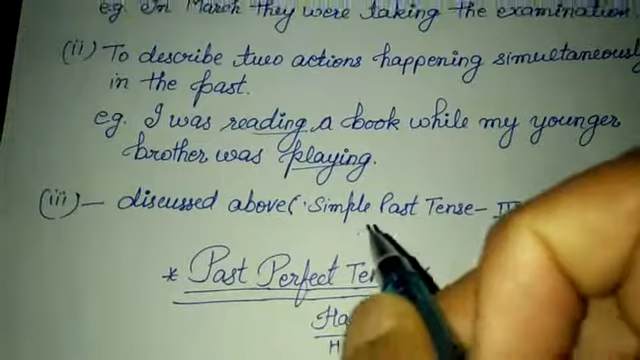 eg. In March they were taking the examination
(ii) To describe two actions happening simultaneously
in the past.
eg. I was reading a book while my younger
brother was playing.
(iii) — discussed above (Simple Past Tense -
* Past Perfect